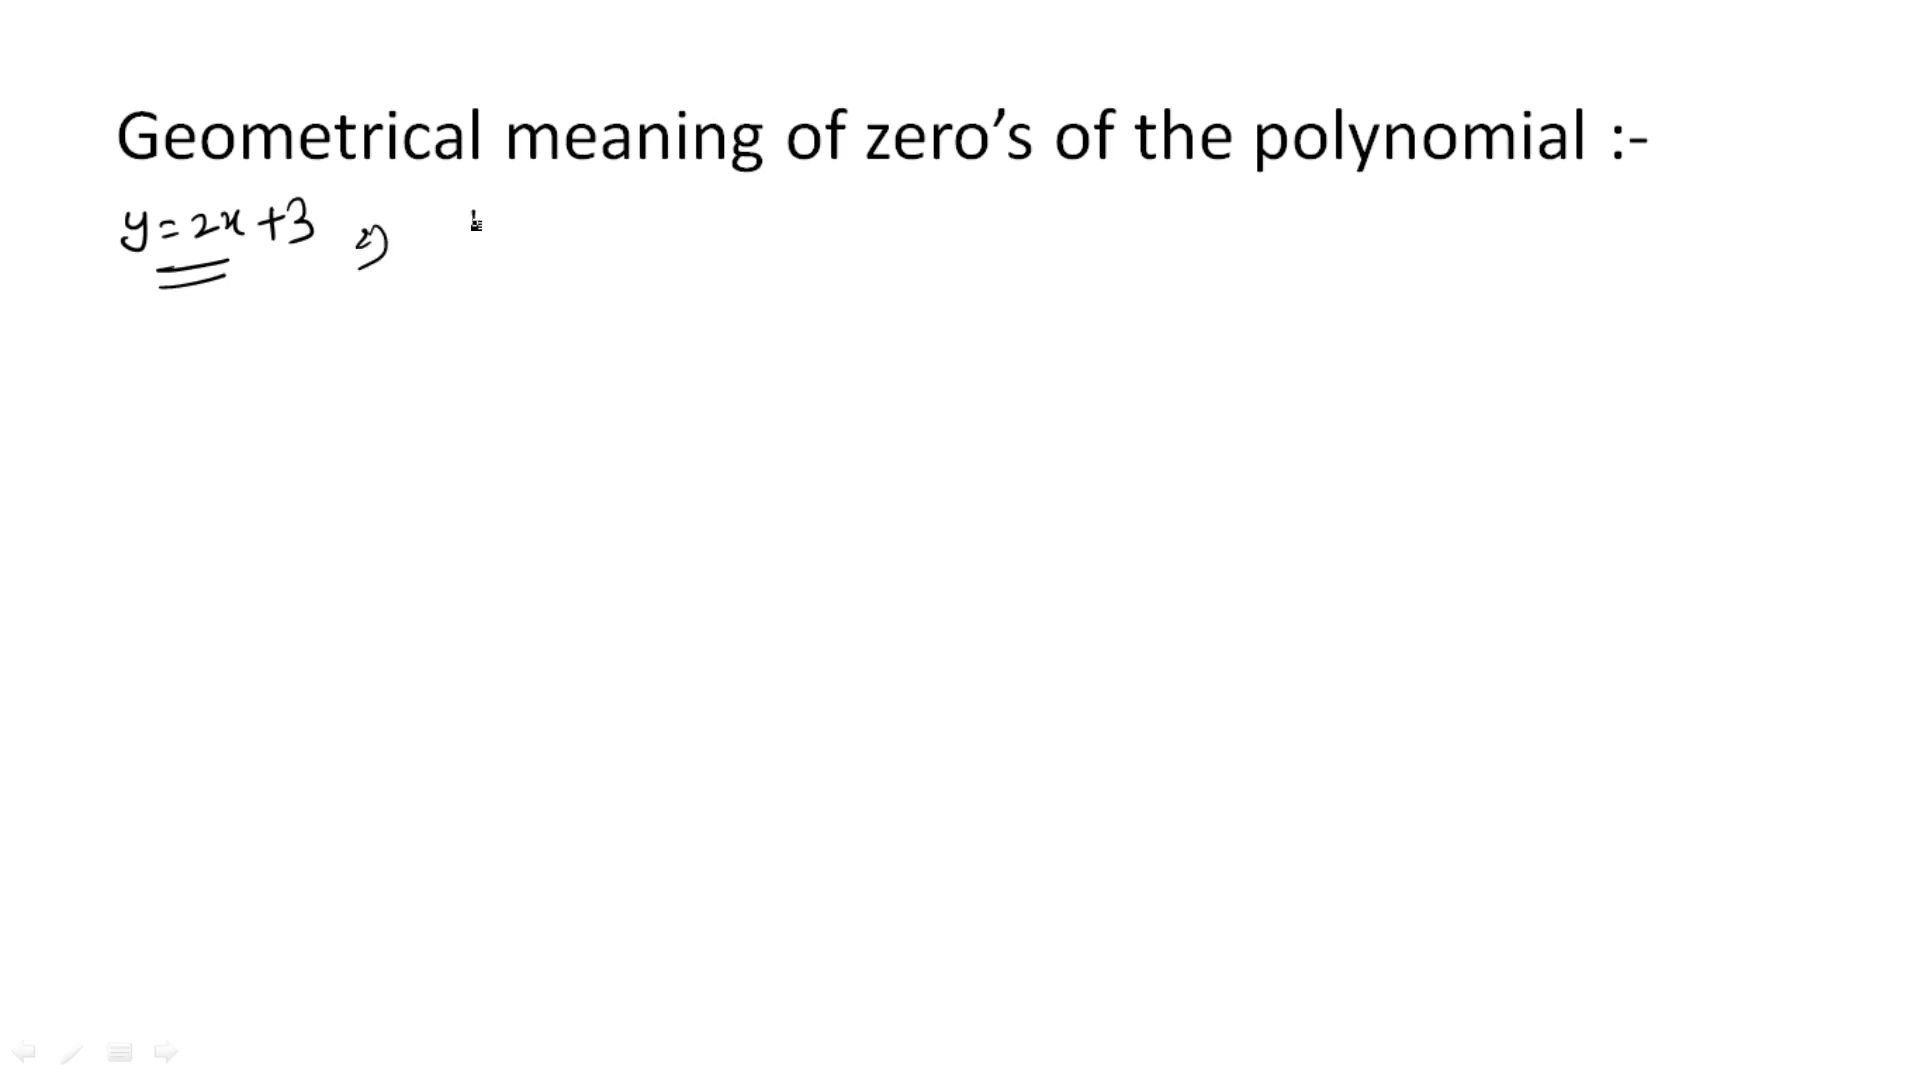 Geometrical meaning of zero’s of the polynomial :-
y = 2x + 3